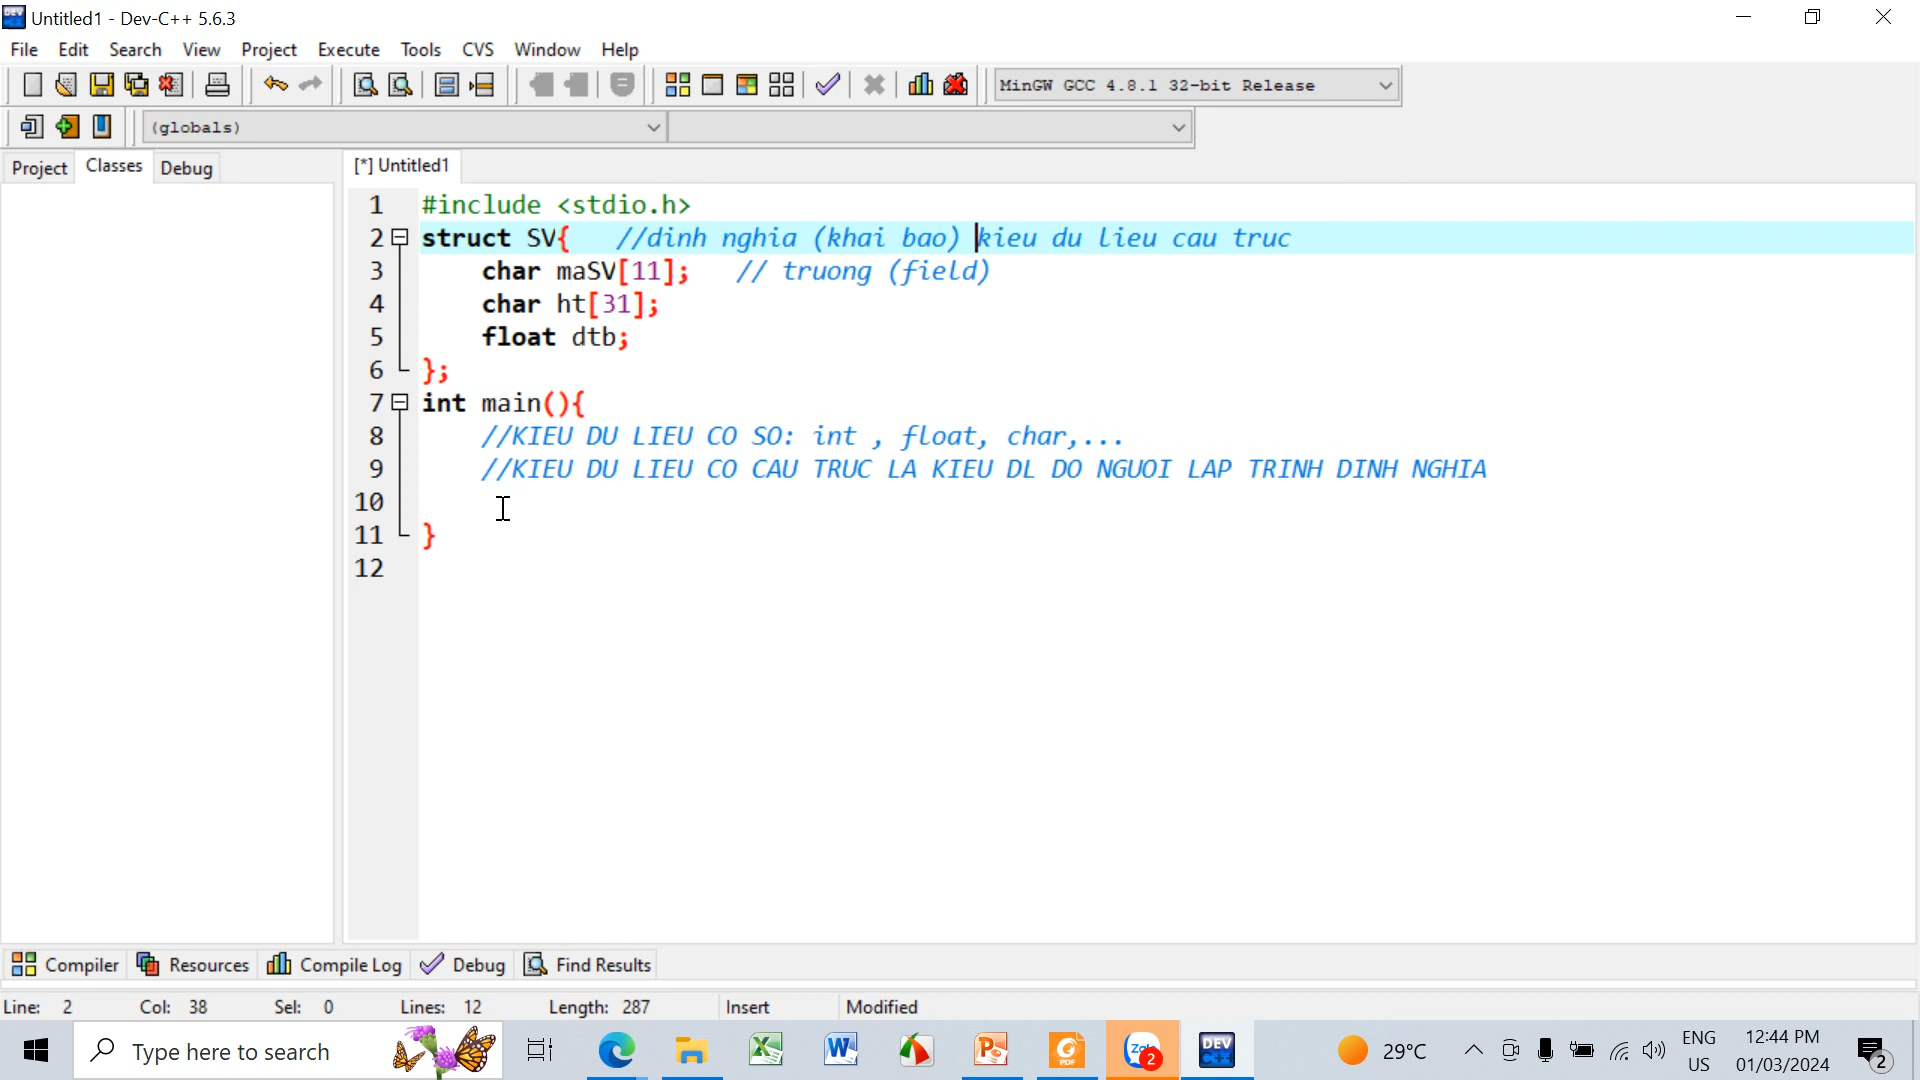 Untitled1 - Dev-C++ 5.6.3
File Edit Search View Project Execute Tools CVS Window Help
MinGW GCC 4.8.1 32-bit Release
(globals)
Project Classes Debug [*] Untitled1
1 #include <stdio.h>
2 struct SV{ //dinh nghia (khai bao) kieu du lieu cau truc
3 char maSV[11]; // truong (field)
4 char ht[31];
5 float dtb;
6 };
7 int main(){
8 //KIEU DU LIEU CO SO: int , float, char,...
9 //KIEU DU LIEU CO CAU TRUC LA KIEU DL DO NGUOI LAP TRINH DINH NGHIA
10
11 }
12
Compiler Resources Compile Log Debug Find Results
Line: 2 Col: 38 Sel: 0 Lines: 12 Length: 287 Insert Modified
Type here to search
29°C
ENG
US
12:44 PM
01/03/2024
2
2
DEV
C++